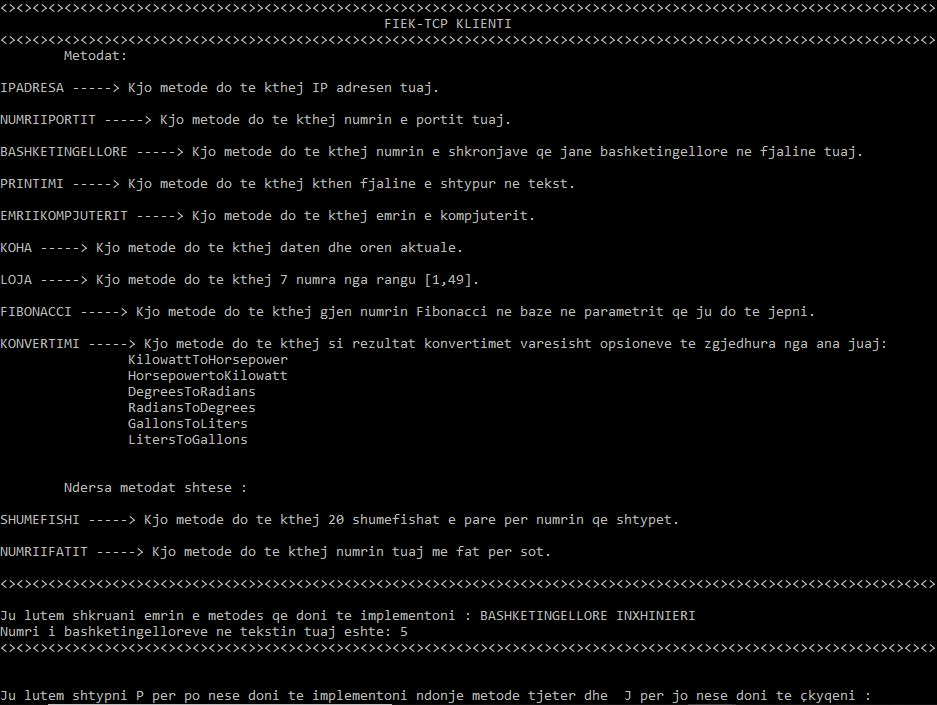 <><><><><><><><><><><><><><><><>><><><><><><><><><><><><><><><><><><><><><><><><><><><><><><><><><><><><><><><><><><>
FIEK-TCP KLIENTI
<><><><><><><><><><><><><><><><>><><><><><><><><><><><><><><><><><><><><><><><><><><><><><><><><><><><><><><><><><><>
Metodat:
IPADRESA -----> Kjo metode do te kthej IP adresen tuaj.
NUMRIIPORTIT -----> Kjo metode do te kthej numrin e portit tuaj.
BASHKETINGELLORE -----> Kjo metode do te kthej numrin e shkronjave qe jane bashketingellore ne fjaline tuaj.
PRINTIMI -----> Kjo metode do te kthej kthen fjaline e shtypur ne tekst.
EMRIIKOMPJUTERIT -----> Kjo metode do te kthej emrin e kompjuterit.
KOHA -----> Kjo metode do te kthej daten dhe oren aktuale.
LOJA -----> Kjo metode do te kthej 7 numra nga rangu [1,49].
FIBONACCI -----> Kjo metode do te kthej gjen numrin Fibonacci ne baze ne parametrit qe ju do te jepni.
KONVERTIMI -----> Kjo metode do te kthej si rezultat konvertimet varesisht opsioneve te zgjedhura nga ana juaj:
KilowattToHorsepower
HorsepowertoKilowatt
DegreesToRadians
RadiansToDegrees
GallonsToLiters
LitersToGallons
Ndersa metodat shtese :
SHUMEFISHI -----> Kjo metode do te kthej 20 shumefishat e pare per numrin qe shtypet.
NUMRIIFATIT -----> Kjo metode do te kthej numrin tuaj me fat per sot.
<><><><><><><><><><><><><><><><>><><><><><><><><><><><><><><><><><><><><><><><><><><><><><><><><><><><><><><><><><><>
Ju lutem shkruani emrin e metodes qe doni te implementoni : BASHKETINGELLORE INXHINIERI
Numri i bashketingelloreve ne tekstin tuaj eshte: 5
<><><><><><><><><><><><><><><><>><><><><><><><><><><><><><><><><><><><><><><><><><><><><><><><><><><><><><><><><><><>
Ju lutem shtypni P per po nese doni te implementoni ndonje metode tjeter dhe  J per jo nese doni te çkyqeni :